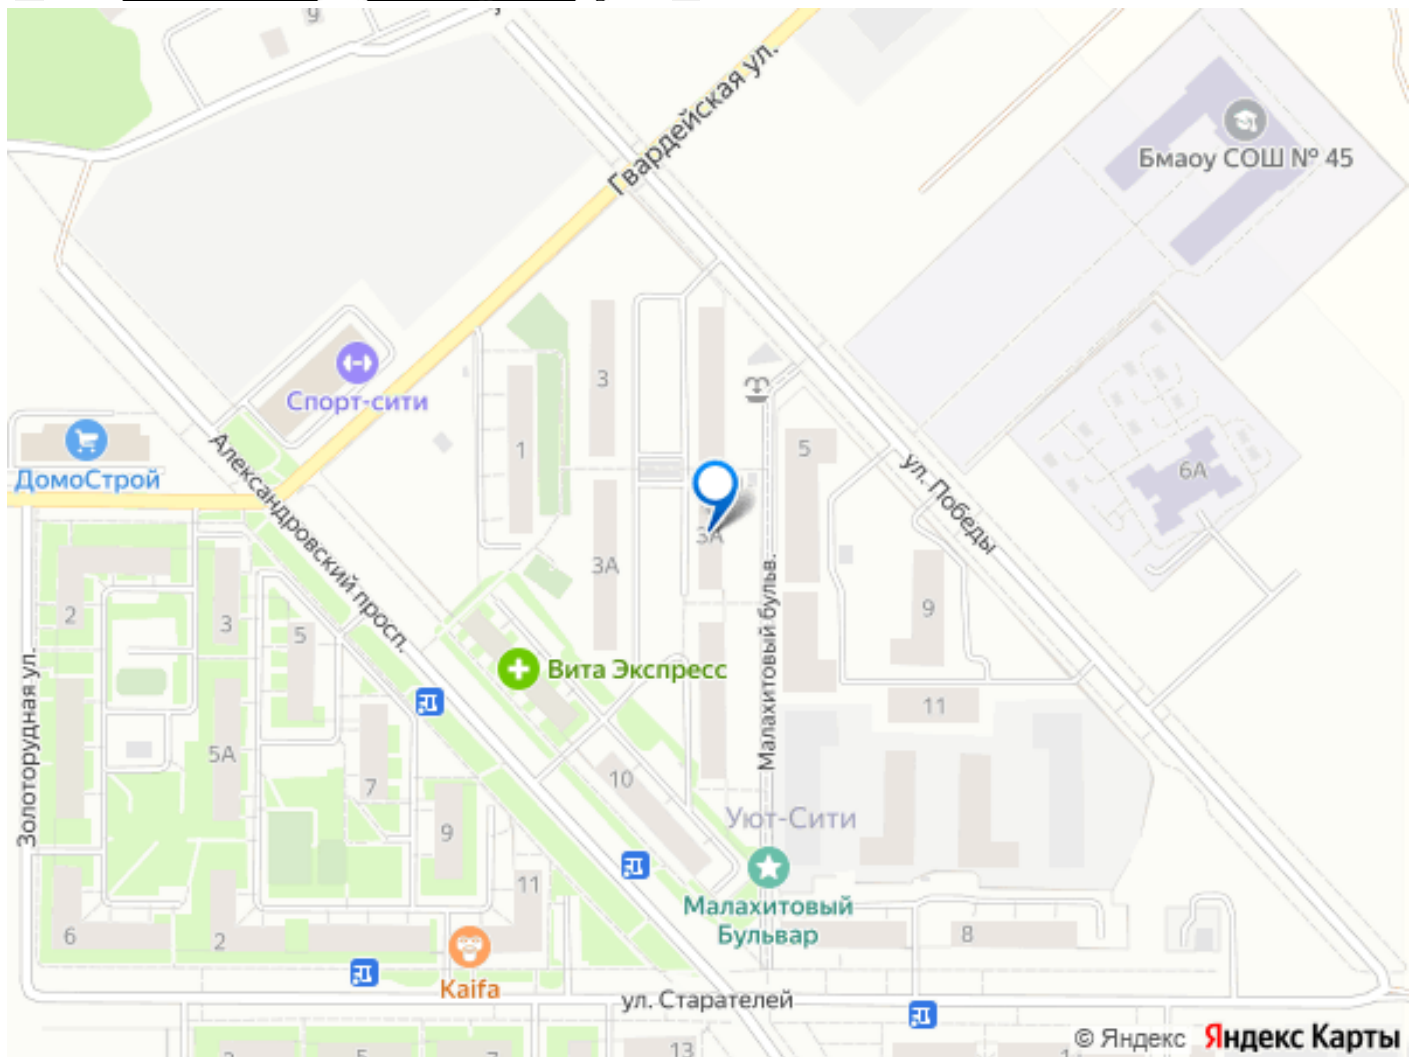 9
Гвардейская ул.
Бмаоу СОШ № 45
3
Спорт-сити
1
5
ДомоСтрой
Александровский просп.
ул. Победы
6А
3А
3А
2
3
5
9
Малахитовый бульв.
Вита Экспресс
Золоторудная ул.
11
5А
7
10
9
Уют-Сити
11
Малахитовый
Бульвар
6
2
8
Kaifa
ул. Старателей
13
© Яндекс Яндекс Карты